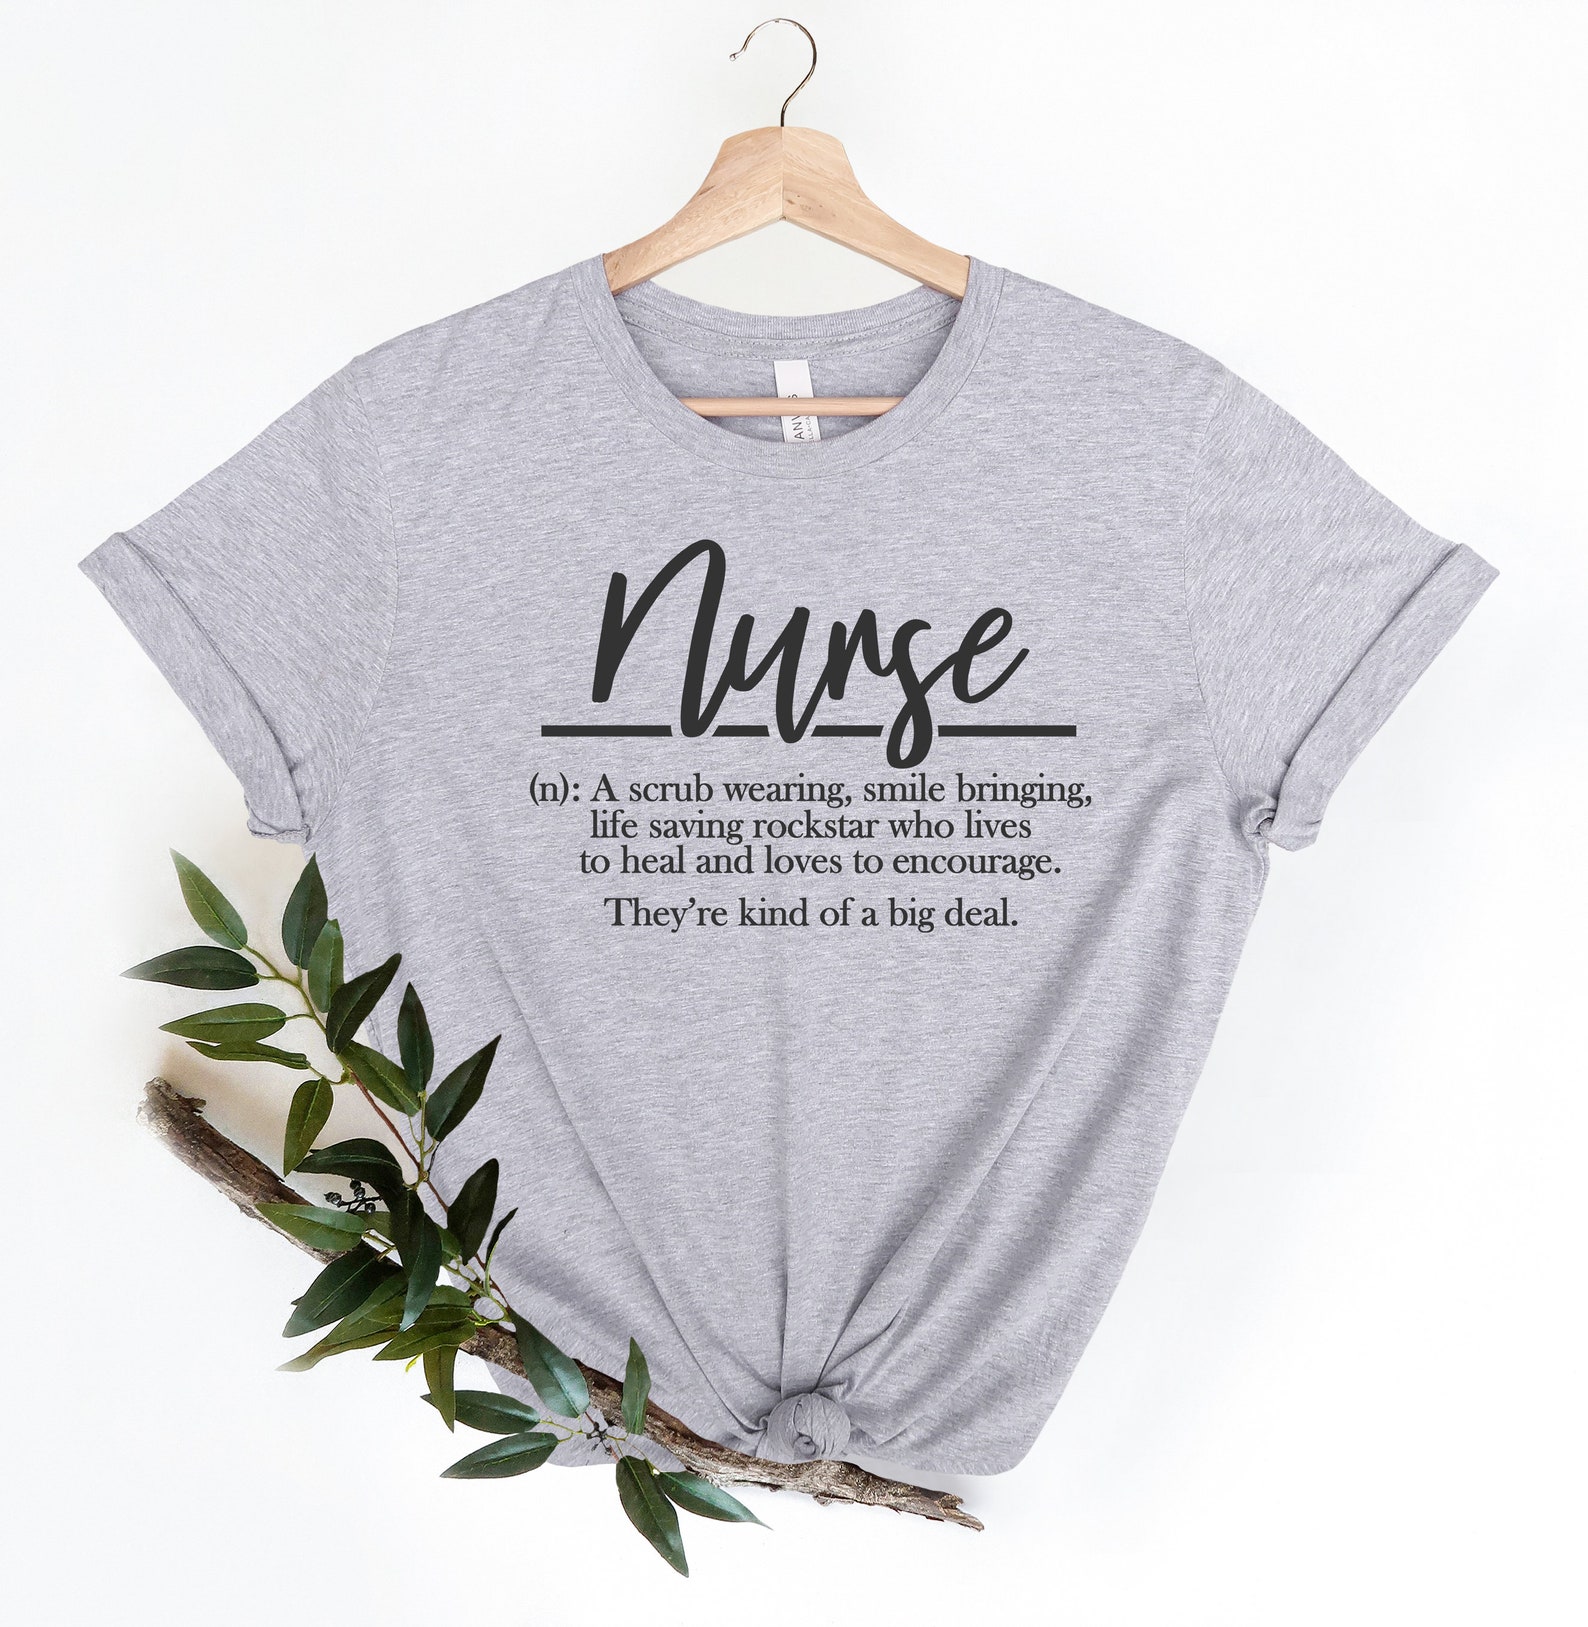 Nurse
(n): A scrub wearing, smile bringing,
life saving rockstar who lives
to heal and loves to encourage.
They're kind of a big deal.